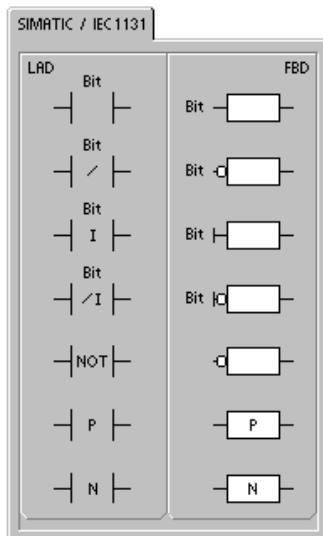 SIMATIC / IEC1131
LAD
FBD
Bit
Bit
Bit
/
Bit
Bit
I
Bit
Bit
/I
Bit
NOT
P
P
N
N